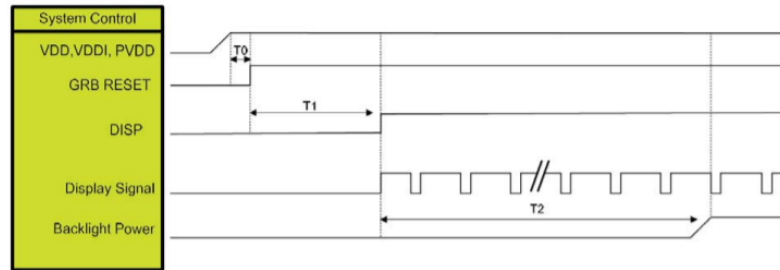 System Control
VDD,VDDI, PVDD
T0
GRB RESET
T1
DISP
Display Signal
T2
Backlight Power